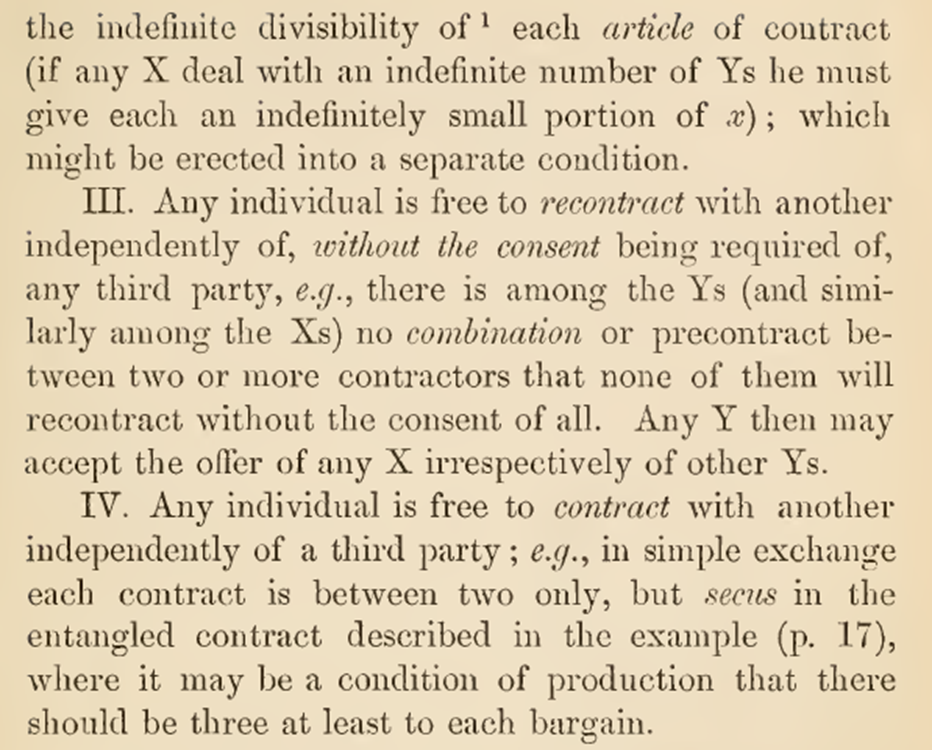 the indefinite divisibility of ¹ each article of contract
(if any X deal with an indefinite number of Ys he must
give each an indefinitely small portion of x) ; which
might be erected into a separate condition.
III. Any individual is free to recontract with another
independently of, without the consent being required of,
any third party, e.g., there is among the Ys (and simi-
larly among the Xs) no combination or precontract be-
tween two or more contractors that none of them will
recontract without the consent of all. Any Y then may
accept the offer of any X irrespectively of other Ys.
IV. Any individual is free to contract with another
independently of a third party ; e.g., in simple exchange
each contract is between two only, but secus in the
entangled contract described in the example (p. 17),
where it may be a condition of production that there
should be three at least to each bargain.